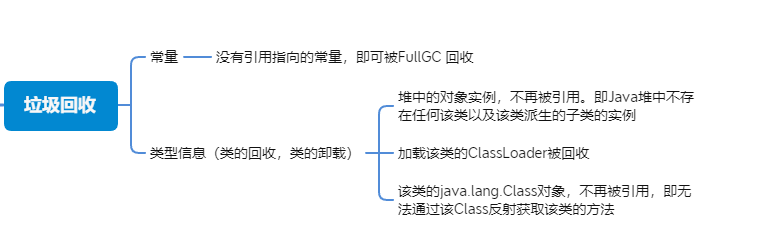 常量
没有引用指向的常量，即可被FullGC 回收
垃圾回收
堆中的对象实例，不再被引用。即Java堆中不存
在任何该类以及该类派生的子类的实例
类型信息（类的回收，类的卸载）
加载该类的ClassLoader被回收
该类的java.lang.Class对象，不再被引用，即无
法通过该Class反射获取该类的方法